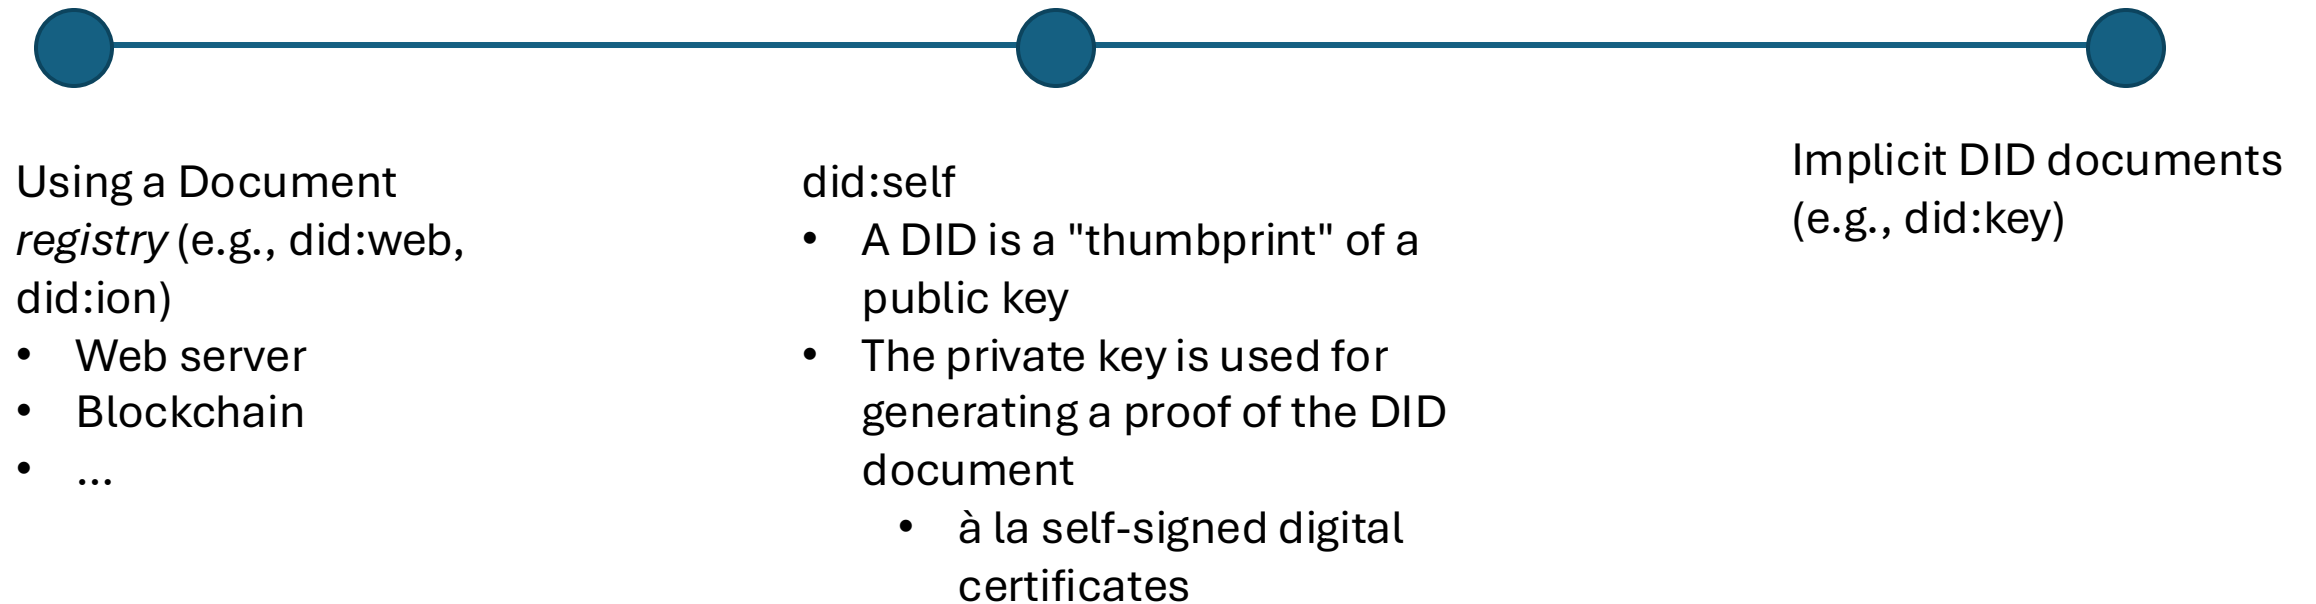 Using a Document
registry (e.g., did:web,
did:ion)
• Web server
• Blockchain
• ...
did:self
• A DID is a "thumbprint" of a
public key
• The private key is used for
generating a proof of the DID
document
• à la self-signed digital
certificates
Implicit DID documents
(e.g., did:key)